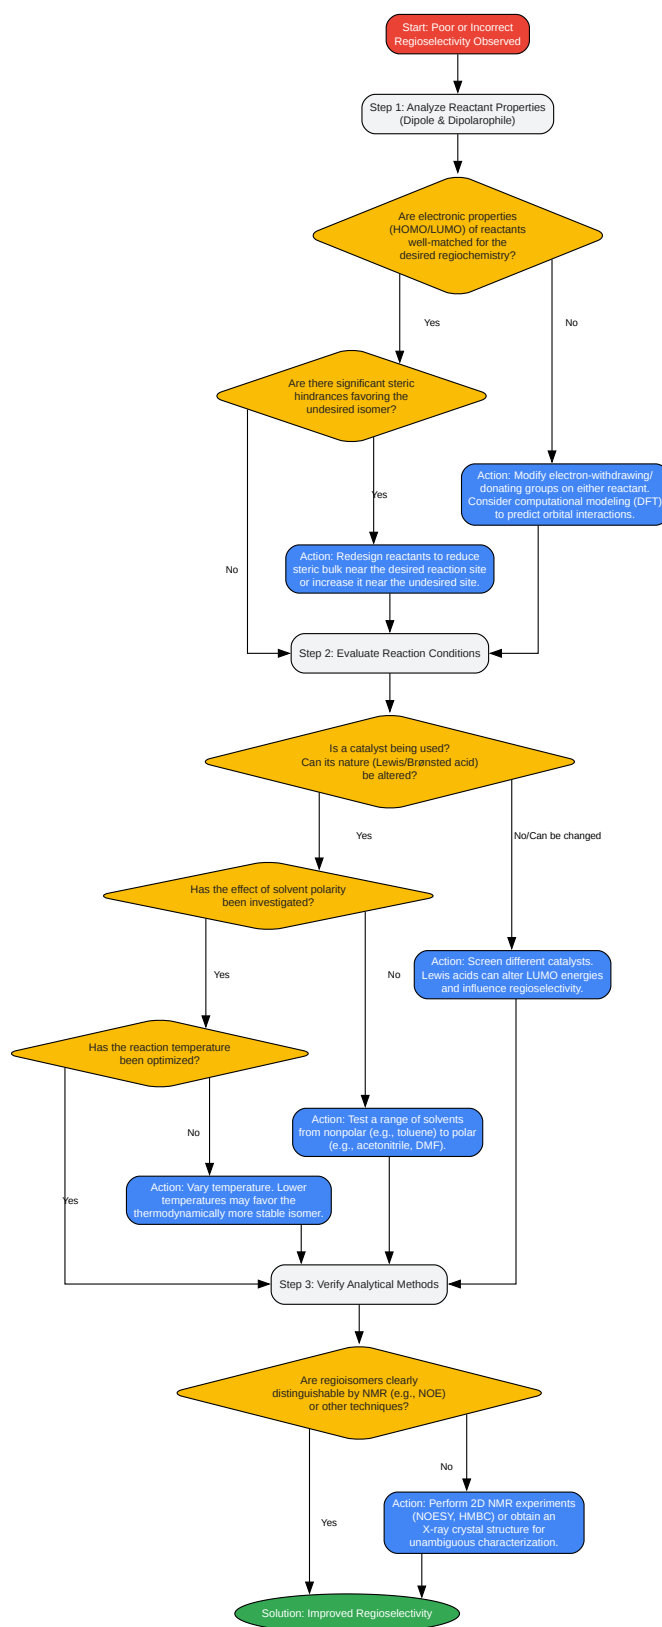 Start: Poor or Incorrect
Regioselectivity Observed
Step 1: Analyze Reactant Properties
(Dipole & Dipolarophile)
Are electronic properties
(HOMO/LUMO) of reactants
well-matched for the
desired regiochemistry?
Yes
No
Are there significant steric
hindrances favoring the
undesired isomer?
Action: Modify electron-withdrawing/
donating groups on either reactant.
Consider computational modeling (DFT)
to predict orbital interactions.
Yes
Action: Redesign reactants to reduce
steric bulk near the desired reaction site
or increase it near the undesired site.
No
Step 2: Evaluate Reaction Conditions
Is a catalyst being used?
Can its nature (Lewis/Brønsted acid)
be altered?
Yes
No/Can be changed
Has the effect of solvent polarity
been investigated?
Action: Screen different catalysts.
Lewis acids can alter LUMO energies
and influence regioselectivity.
Yes
No
Has the reaction temperature
been optimized?
Action: Test a range of solvents
from nonpolar (e.g., toluene) to polar
(e.g., acetonitrile, DMF).
No
Yes
Action: Vary temperature. Lower
temperatures may favor the
thermodynamically more stable isomer.
Step 3: Verify Analytical Methods
Are regioisomers clearly
distinguishable by NMR (e.g., NOE)
or other techniques?
No
Action: Perform 2D NMR experiments
(NOESY, HMBC) or obtain an
X-ray crystal structure for
unambiguous characterization.
Yes
Solution: Improved Regioselectivity